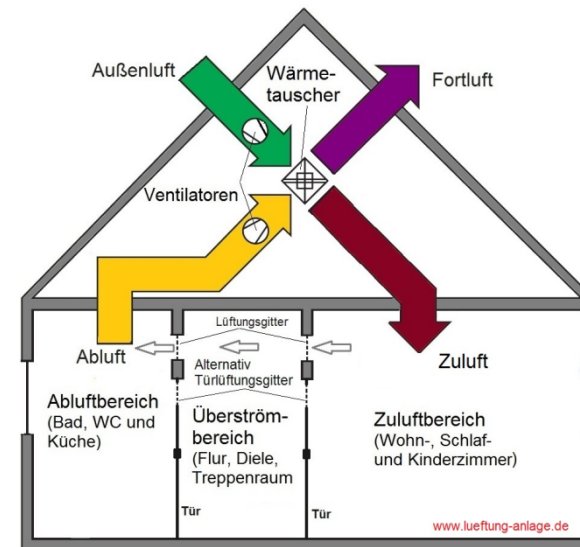 Außenluft
Wärme-
tauscher
Fortluft
Ventilatoren
Lüftungsgitter
Abluft
Alternativ
Türlüftungsgitter
Zuluft
Abluftbereich
(Bad, WC und
Küche)
Überström-
bereich
(Flur, Diele,
Treppenraum
Zuluftbereich
(Wohn-, Schlaf-
und Kinderzimmer)
Tür
Tür
www.lueftung-anlage.de